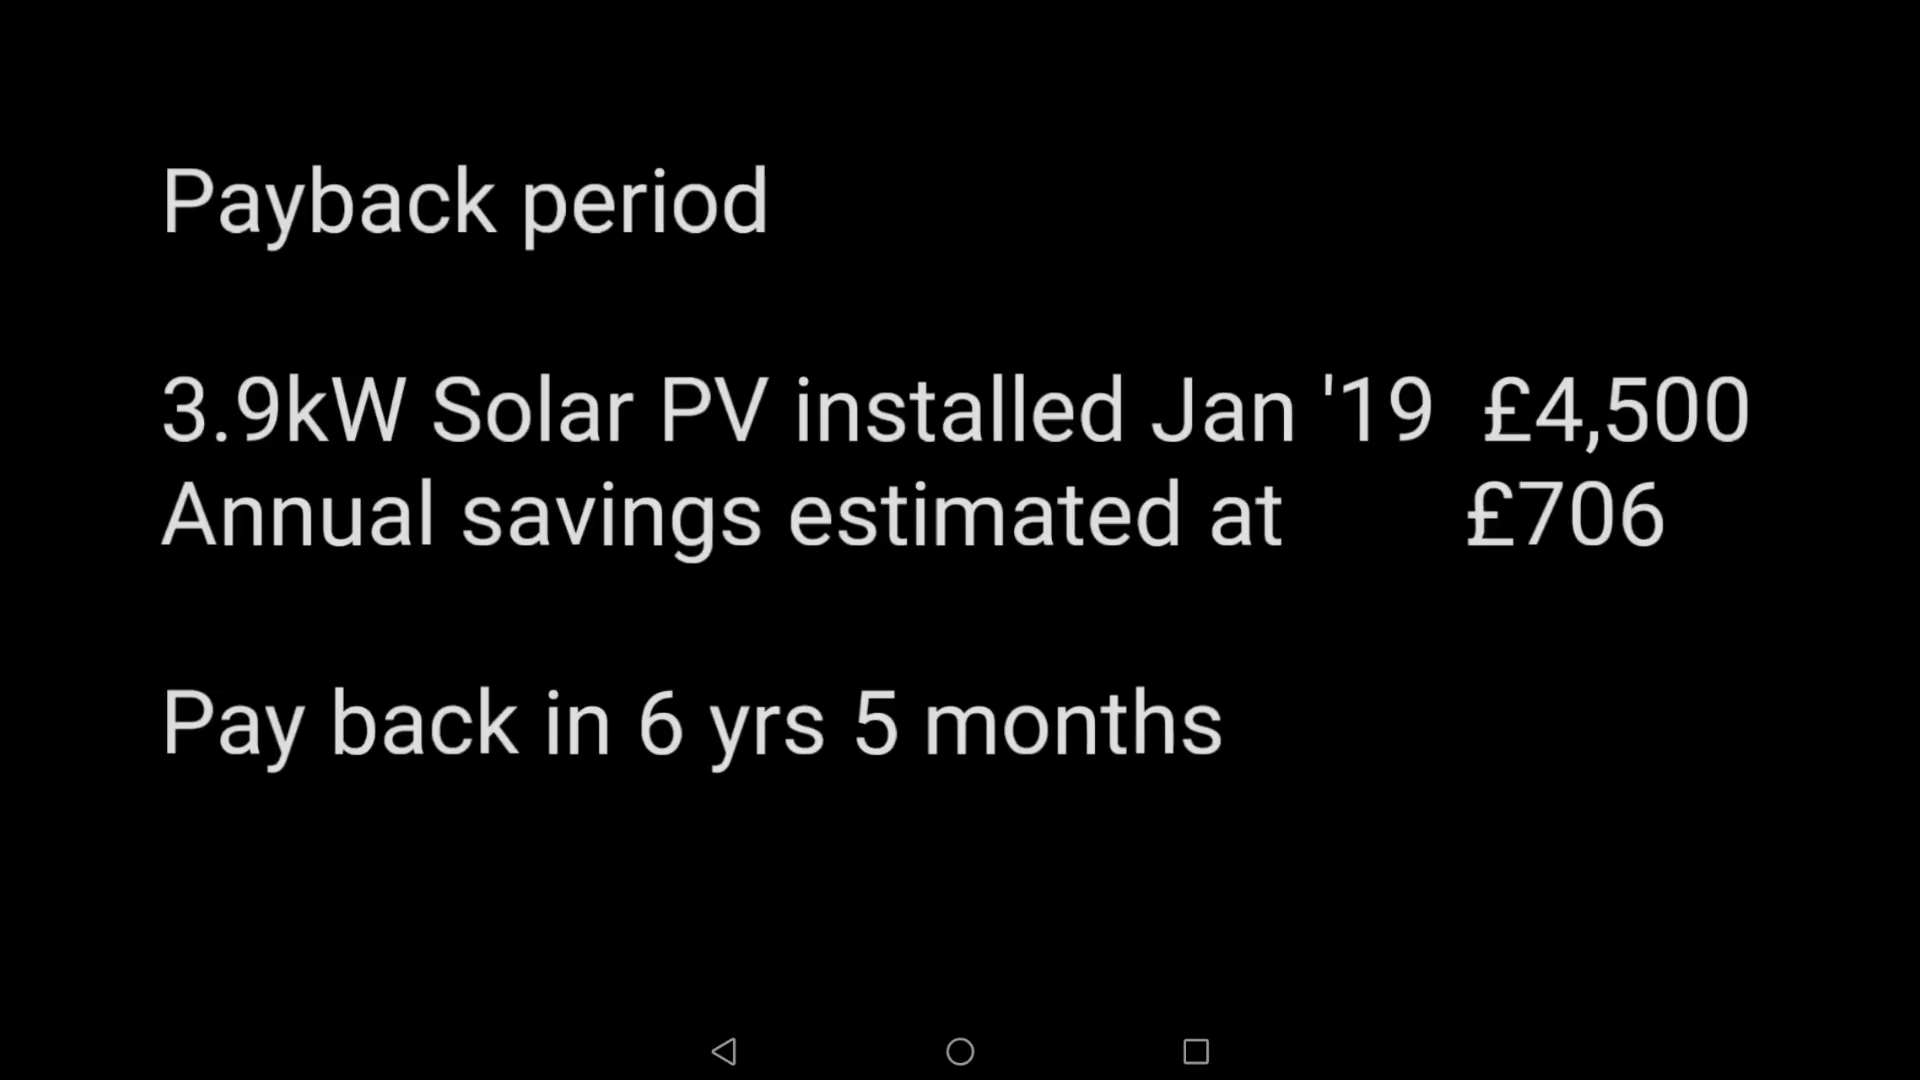 Payback period
3.9kW Solar PV installed Jan '19 £4,500
Annual savings estimated at £706
Pay back in 6 yrs 5 months